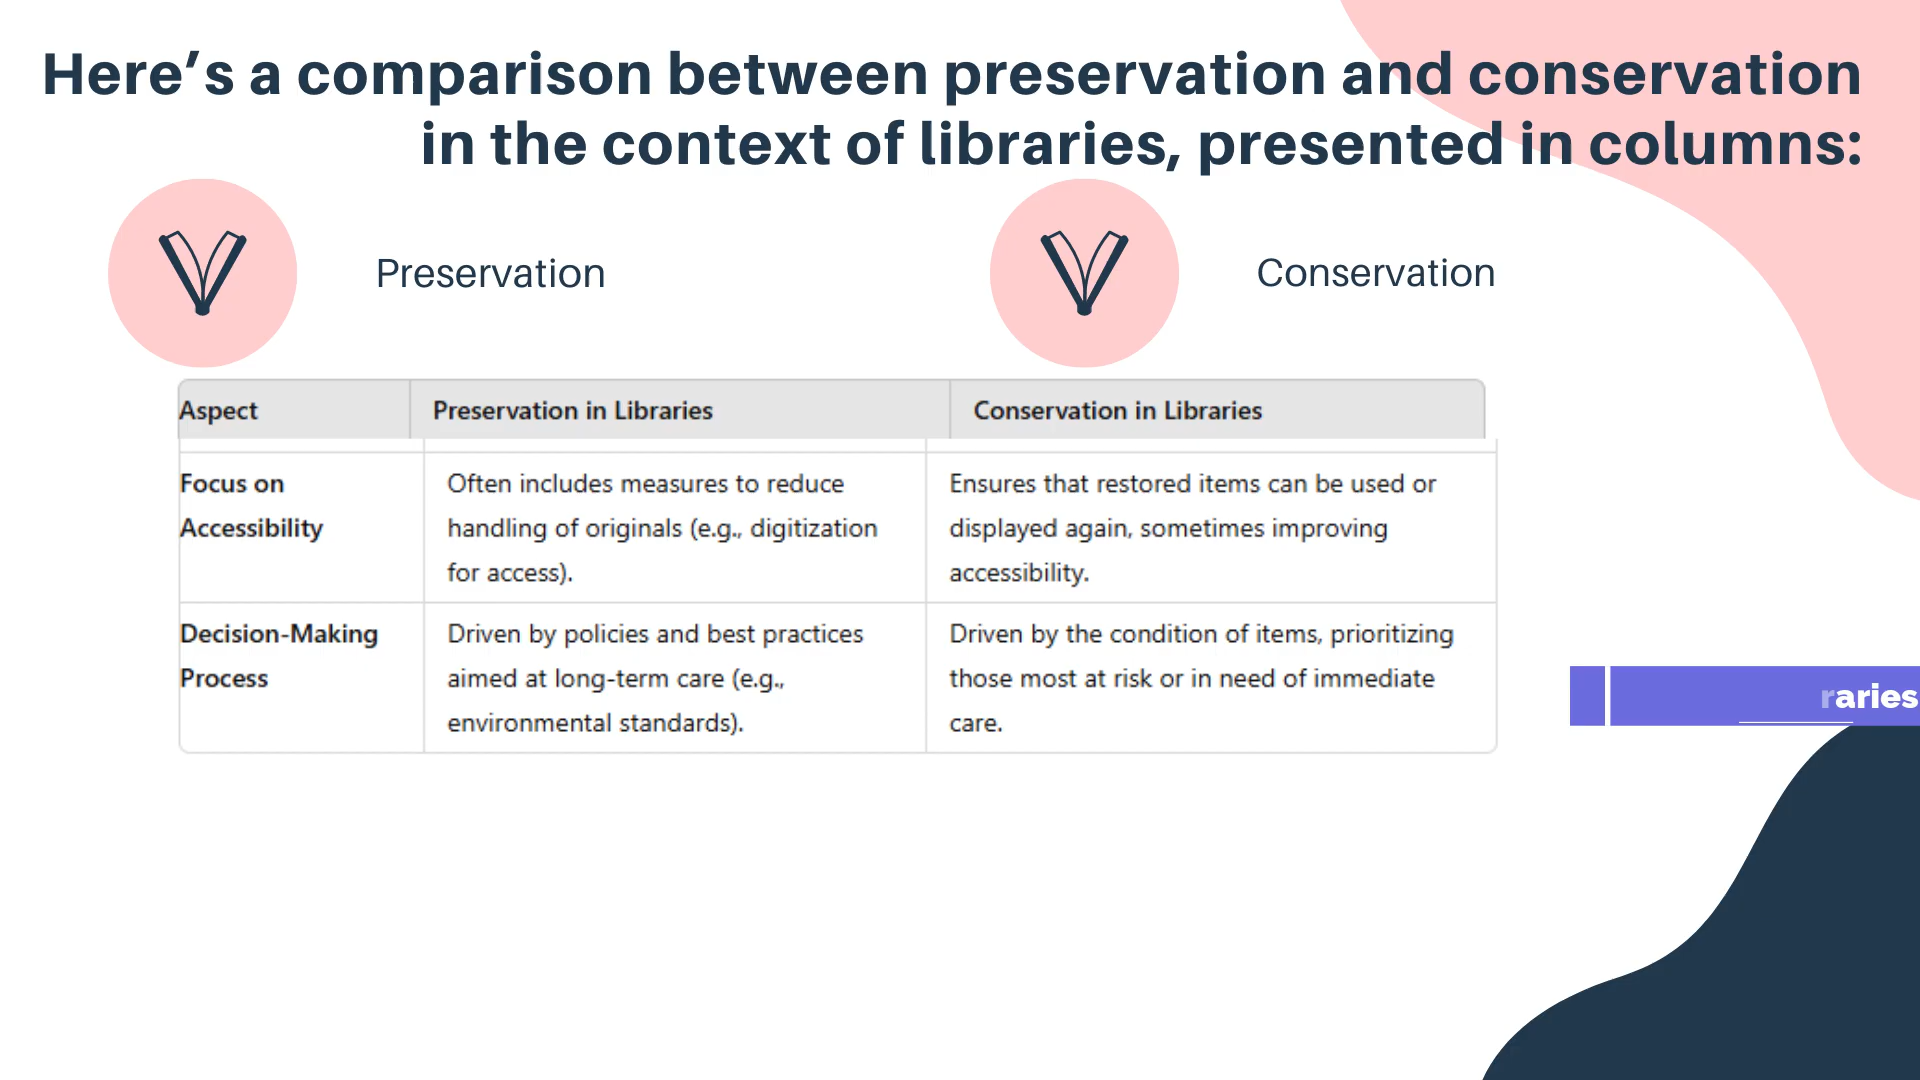 Here’s a comparison between preservation and conservation
in the context of libraries, presented in columns:
Preservation
Conservation
Aspect
Preservation in Libraries
Conservation in Libraries
Focus on
Accessibility
Often includes measures to reduce
handling of originals (e.g., digitization
for access).
Ensures that restored items can be used or
displayed again, sometimes improving
accessibility.
Decision-Making
Process
Driven by policies and best practices
aimed at long-term care (e.g.,
environmental standards).
Driven by the condition of items, prioritizing
those most at risk or in need of immediate
care.
raries